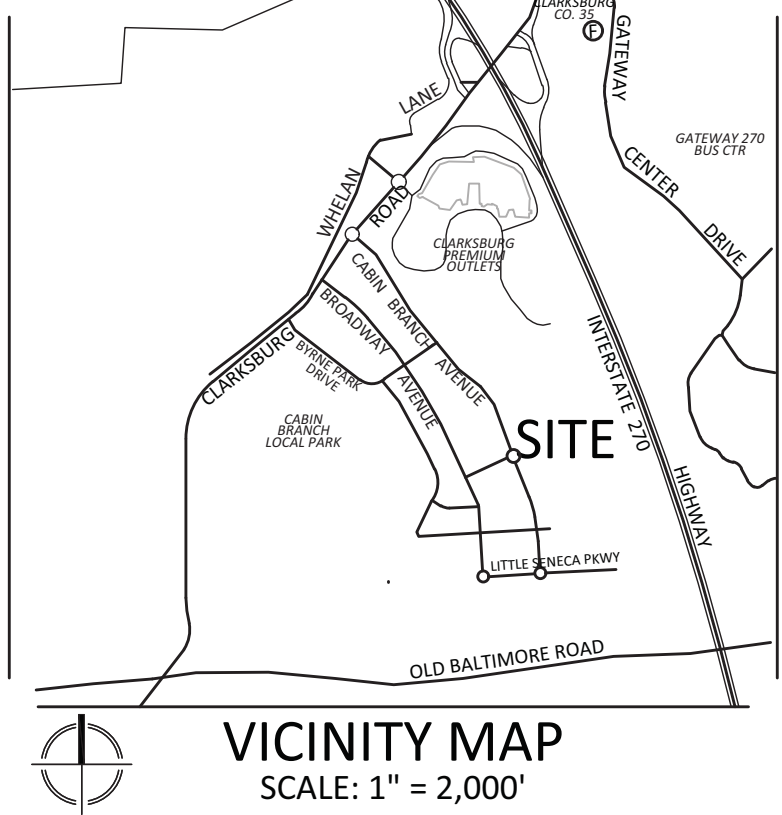 CLARKSBURG
CO. 35
F
GATEWAY
CENTER
DRIVE
GATEWAY 270
BUS CTR
LANE
WHELAN
ROAD
CLARKSBURG
CLARKSBURG
PREMIUM
OUTLETS
CABIN BRANCH
AVENUE
BROADWAY
AVENUE
BYRNE PARK
DRIVE
CABIN
BRANCH
LOCAL PARK
INTERSTATE 270
HIGHWAY
SITE
LITTLE SENECA PKWY
OLD BALTIMORE ROAD
VICINITY MAP
SCALE: 1" = 2,000'